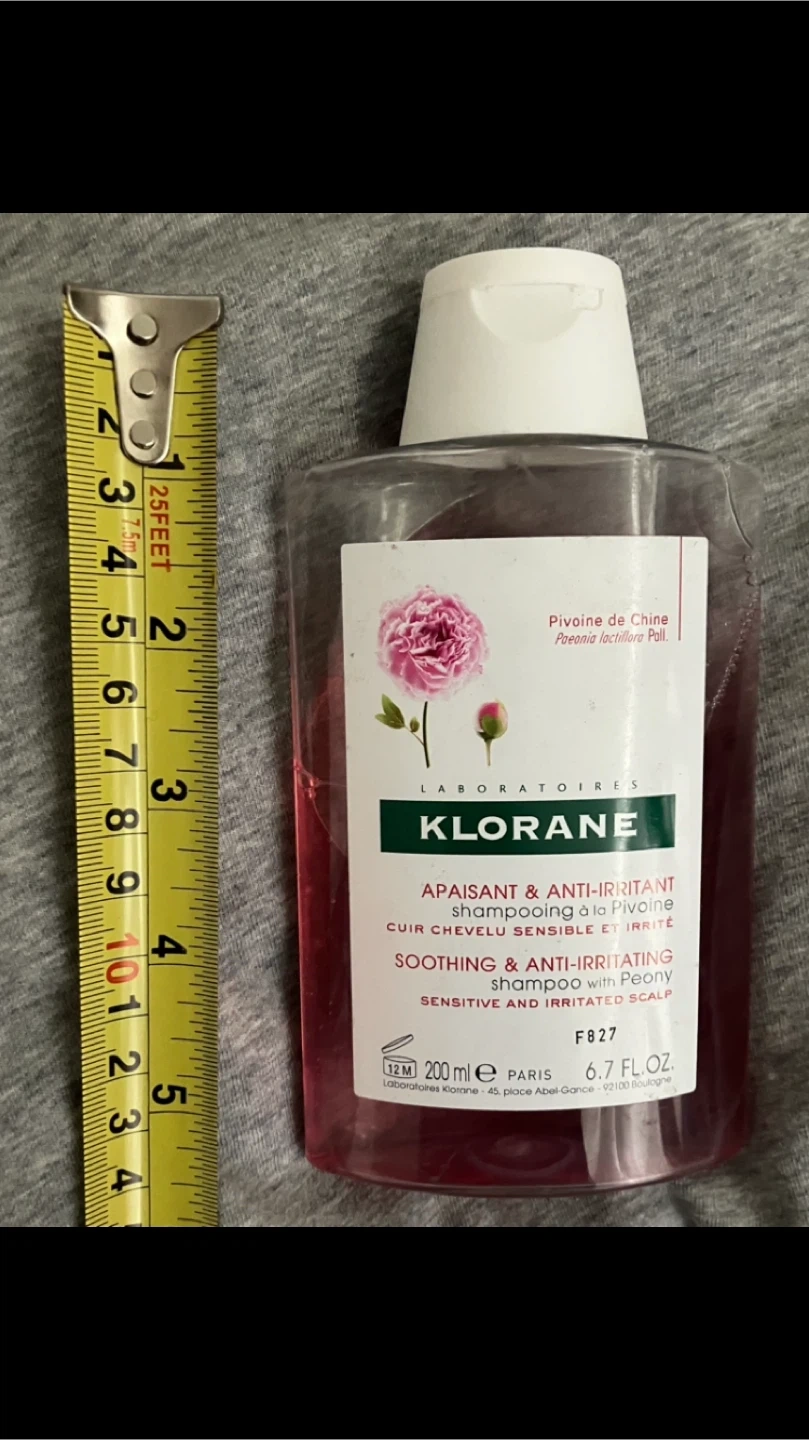 1
2
3
4
5
6
7
8
9
10
1
2
3
4
7.5m
25FEET
1
2
3
4
5
Pivoine de Chine
Paeonia lactiflora Pall.
LABORATOIRES
KLORANE
APAISANT & ANTI-IRRITANT
shampooing à la Pivoine
CUIR CHEVELU SENSIBLE ET IRRITÉ
SOOTHING & ANTI-IRRITATING
shampoo with Peony
SENSITIVE AND IRRITATED SCALP
F827
12 M 200 ml e PARIS 6.7 FL.OZ.
Laboratoires Klorane - 45, place Abel-Gance - 92100 Boulogne